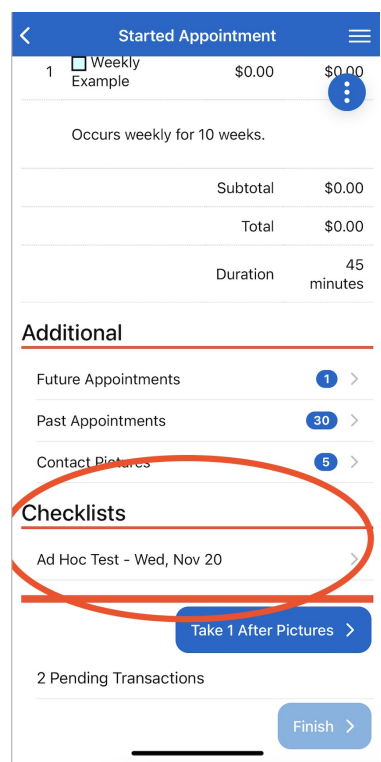 Started Appointment
1 Weekly Example $0.00 $0.00
Occurs weekly for 10 weeks.
Subtotal $0.00
Total $0.00
Duration 45 minutes
Additional
Future Appointments 1
Past Appointments 30
Contact Pictures 5
Checklists
Ad Hoc Test - Wed, Nov 20
Take 1 After Pictures
2 Pending Transactions
Finish